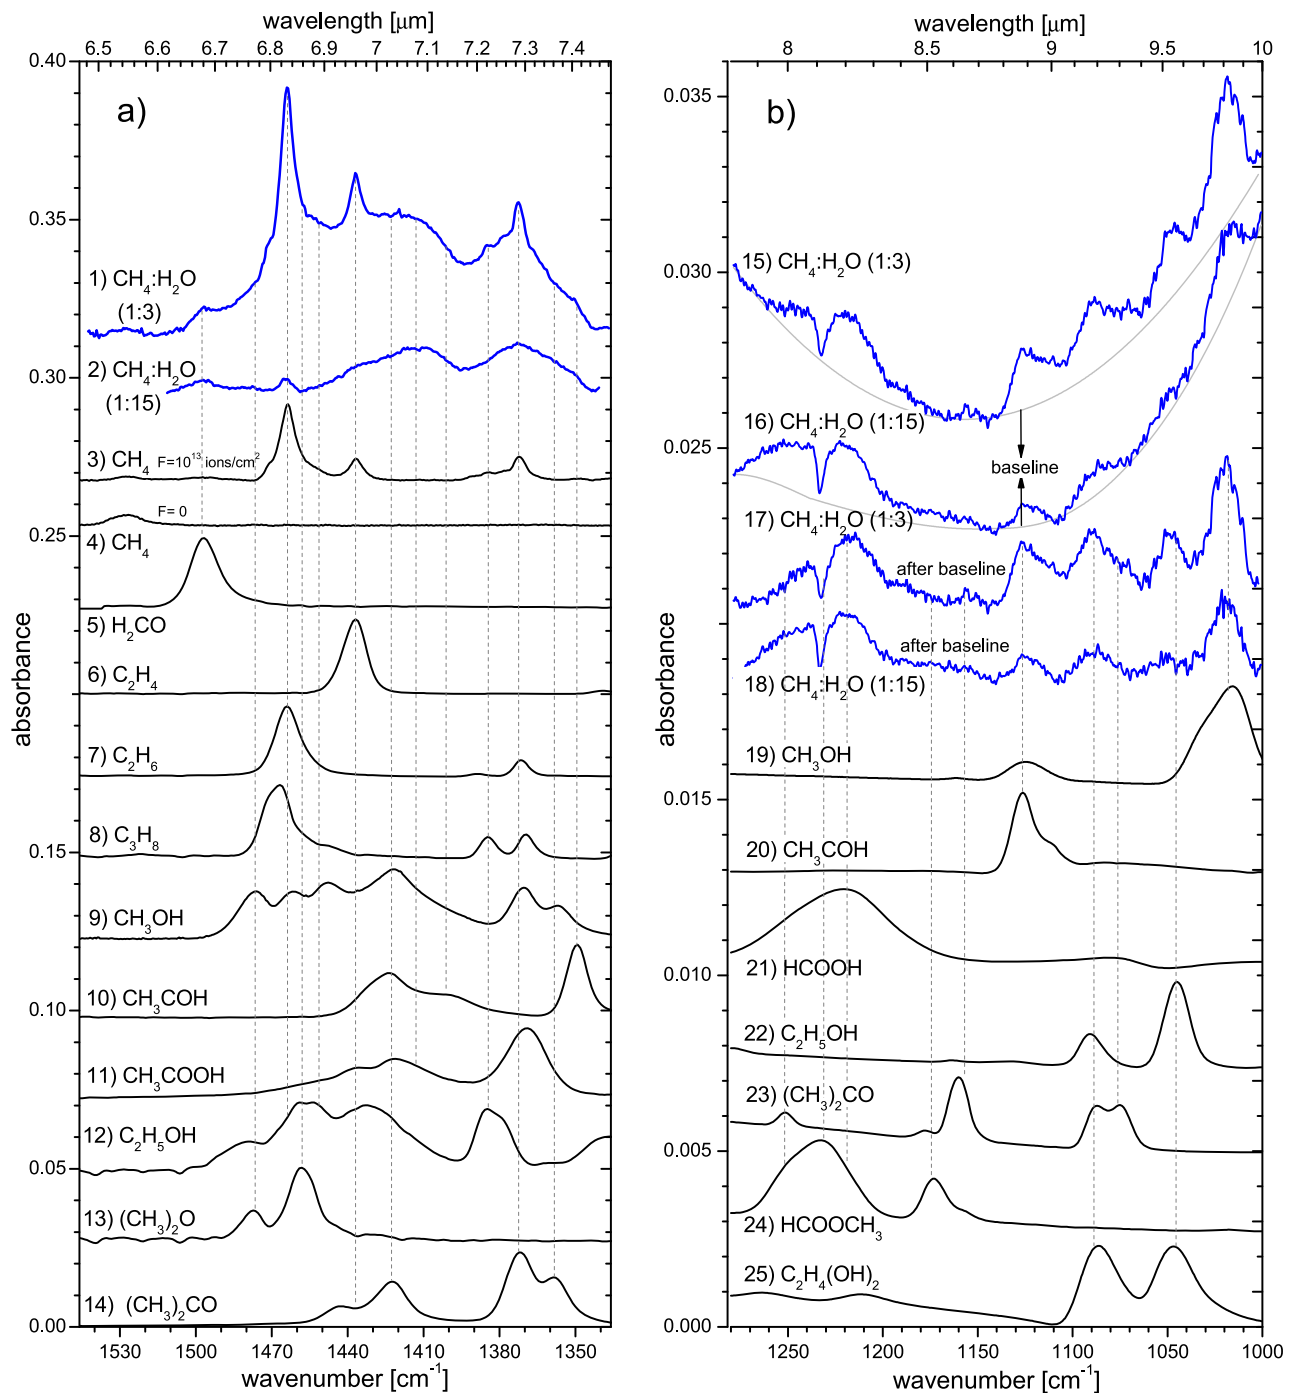 wavelength [μm]
6.5 6.6 6.7 6.8 6.9 7 7.1 7.2 7.3 7.4
0.40
a)
0.35
1) CH₄:H₂O
(1:3)
0.30
2) CH₄:H₂O
(1:15)
3) CH₄ F=10¹³ ions/cm²
F= 0
0.25
4) CH₄
5) H₂CO
6) C₂H₄
7) C₂H₆
8) C₃H₈
0.15
9) CH₃OH
10) CH₃COH
0.10
11) CH₃COOH
12) C₂H₅OH
0.05
13) (CH₃)₂O
14) (CH₃)₂CO
0.00
1530 1500 1470 1440 1410 1380 1350
wavenumber [cm⁻¹]
absorbance
wavelength [μm]
8 8.5 9 9.5 10
b)
0.035
0.030
15) CH₄:H₂O (1:3)
16) CH₄:H₂O (1:15)
0.025
baseline
17) CH₄:H₂O (1:3)
after baseline
0.020
after baseline
18) CH₄:H₂O (1:15)
19) CH₃OH
0.015
20) CH₃COH
21) HCOOH
0.010
22) C₂H₅OH
23) (CH₃)₂CO
0.005
24) HCOOCH₃
25) C₂H₄(OH)₂
0.000
1250 1200 1150 1100 1050 1000
wavenumber [cm⁻¹]
absorbance